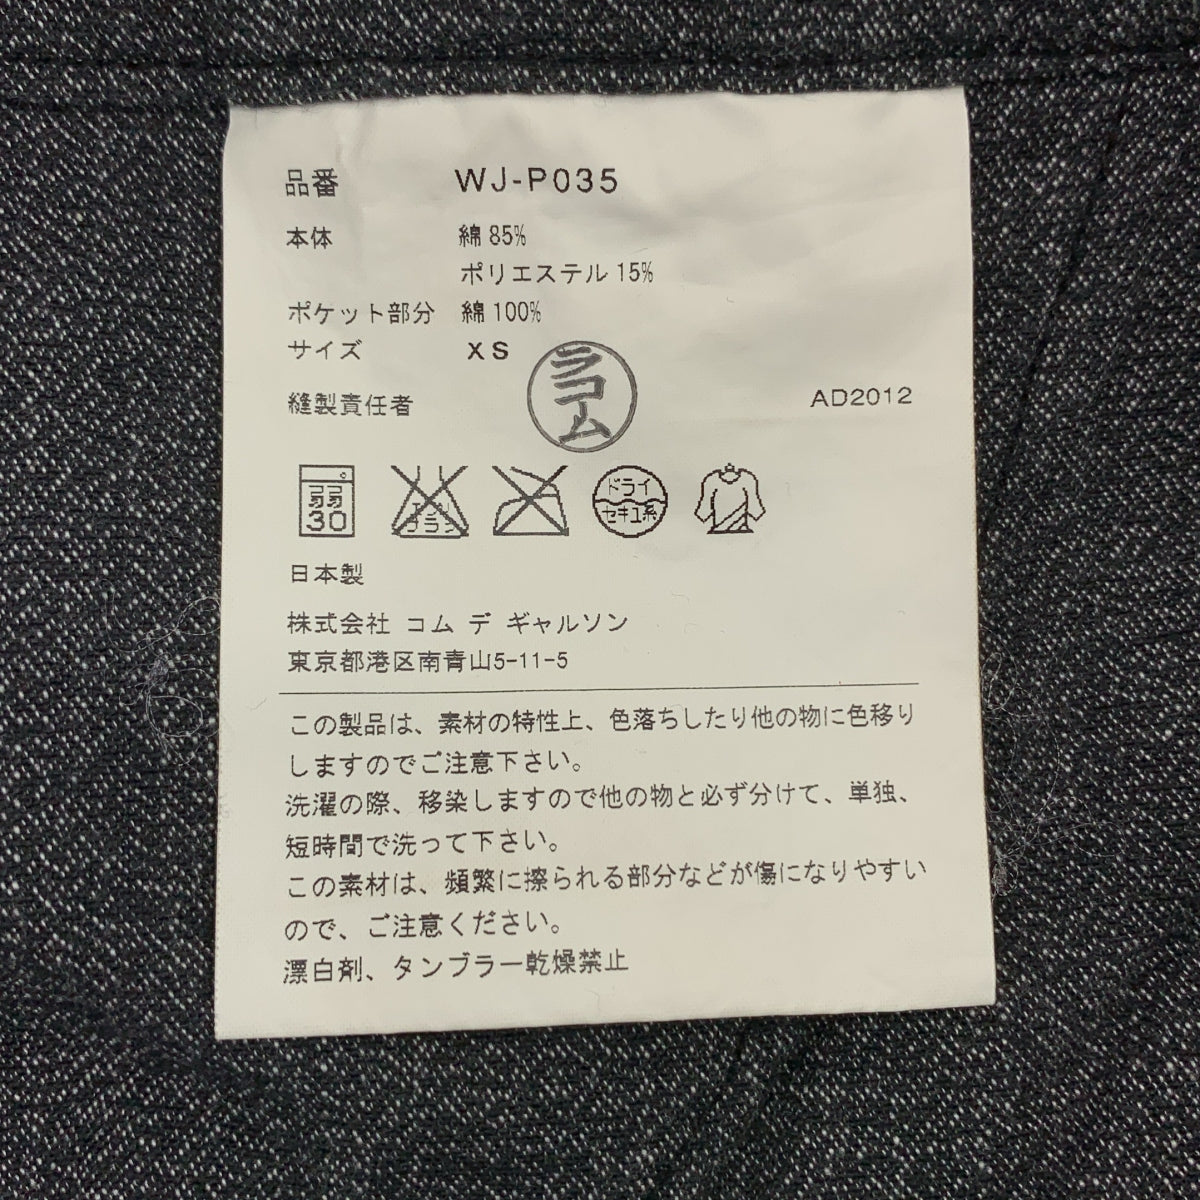 品番 WJ-P035
本体 綿 85%
ポリエステル 15%
ポケット部分 綿 100%
サイズ XS
縫製責任者 ラコム AD2012
弱 30 エンソサラシ ドライ セキユ系
日本製
株式会社 コム デ ギャルソン
東京都港区南青山5-11-5
この製品は、素材の特性上、色落ちしたり他の物に色移り
しますのでご注意下さい。
洗濯の際、移染しますので他の物と必ず分けて、単独、
短時間で洗って下さい。
この素材は、頻繁に擦られる部分などが傷になりやすい
ので、ご注意ください。
漂白剤、タンブラー乾燥禁止